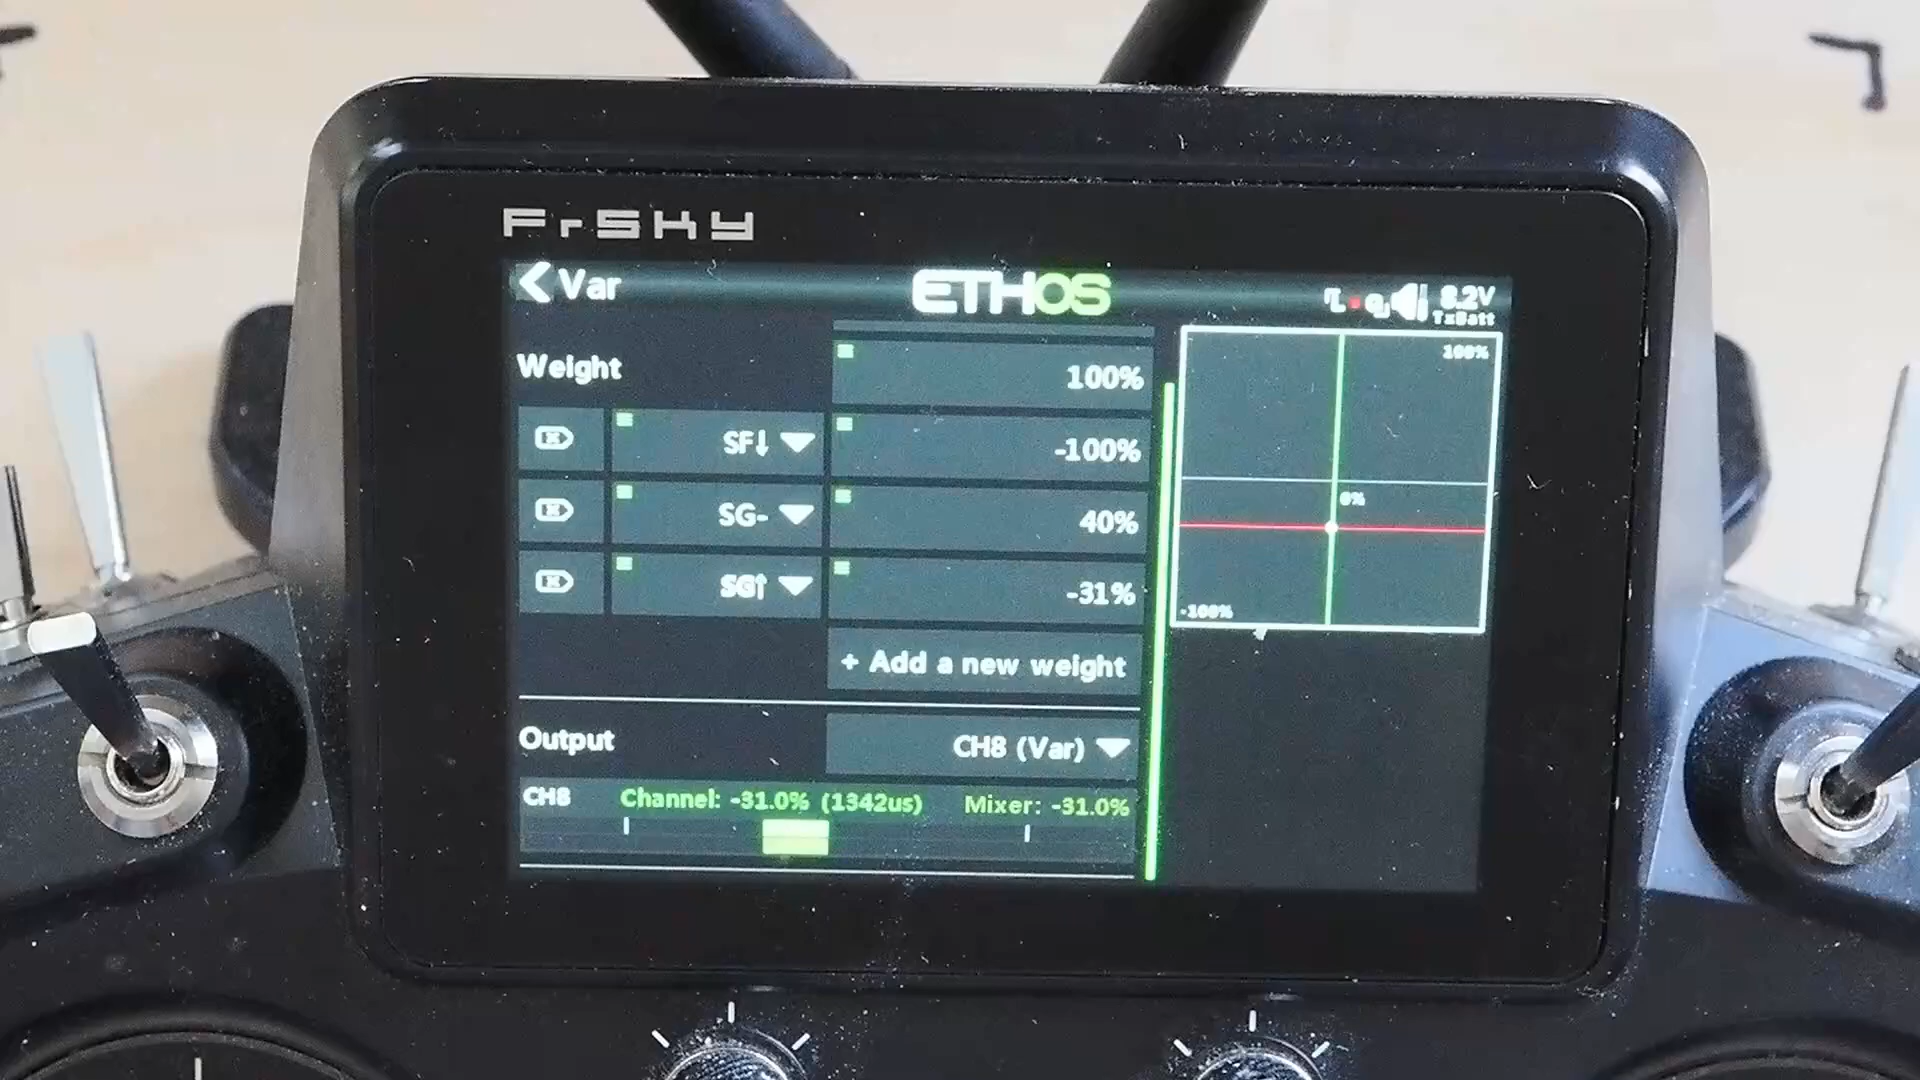 FrSKY
Var
ETHOS
8.2V
TxBatt
Weight
100%
SF↓
-100%
SG-
40%
SG↑
-31%
+ Add a new weight
Output
CH8 (Var)
CH8
Channel: -31.0% (1342us)
Mixer: -31.0%
100%
0%
-100%